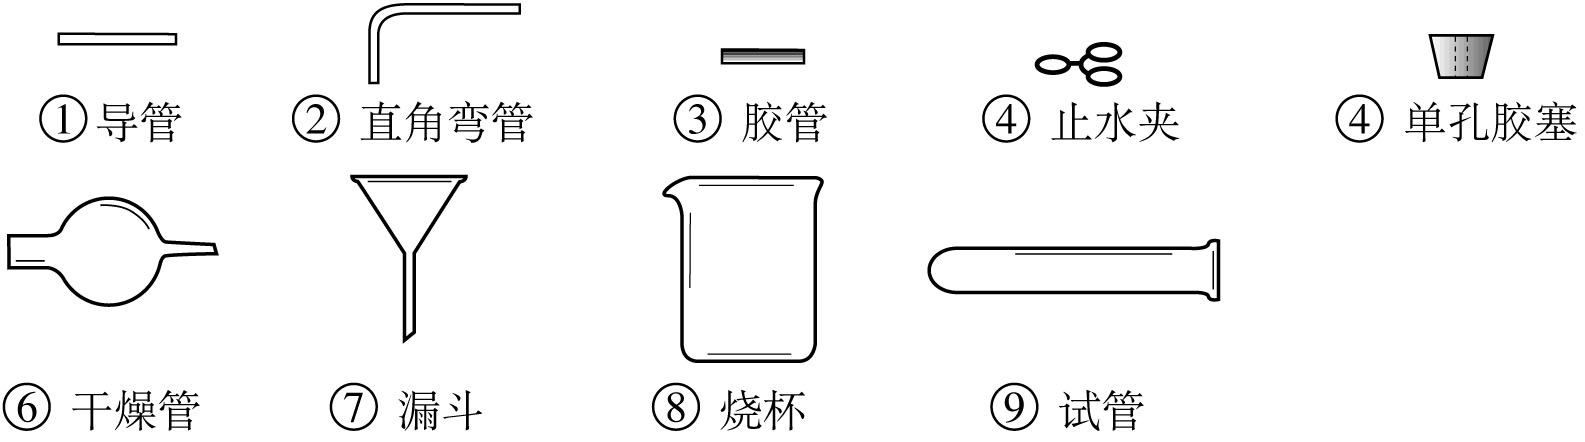 ①导管 ② 直角弯管 ③ 胶管 ④ 止水夹 ④ 单孔胶塞
⑥ 干燥管 ⑦ 漏斗 ⑧ 烧杯 ⑨ 试管